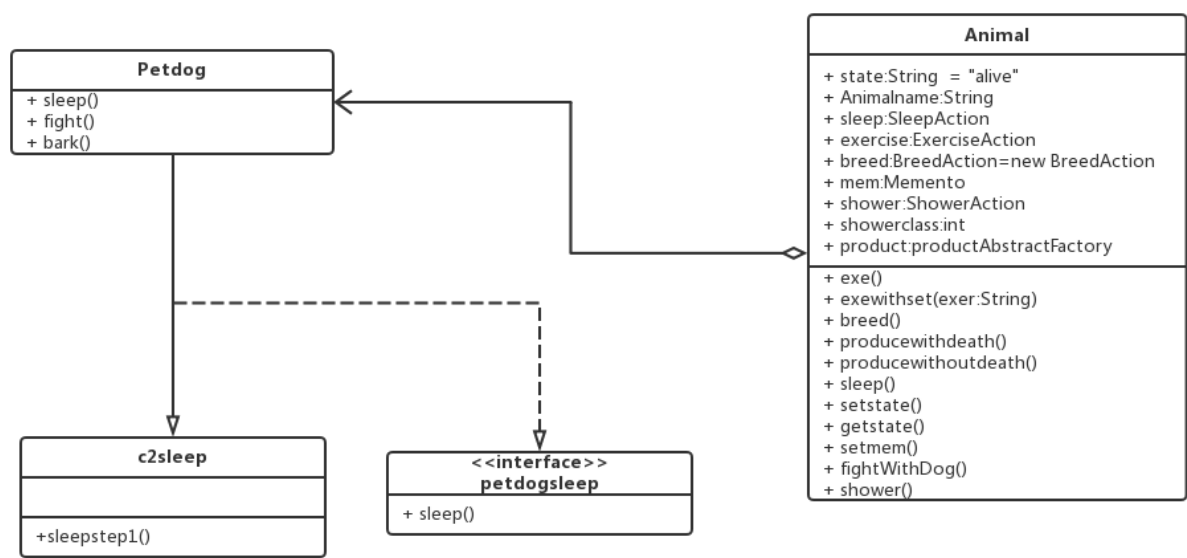 Petdog
+ sleep()
+ fight()
+ bark()
Animal
+ state:String = "alive"
+ Animalname:String
+ sleep:SleepAction
+ exercise:ExerciseAction
+ breed:BreedAction=new BreedAction
+ mem:Memento
+ shower:ShowerAction
+ showerclass:int
+ product:productAbstractFactory
+ exe()
+ exewithset(exer:String)
+ breed()
+ producewithdeath()
+ producewithoutdeath()
+ sleep()
+ setstate()
+ getstate()
+ setmem()
+ fightWithDog()
+ shower()
c2sleep
+sleepstep1()
<<interface>>
petdogsleep
+ sleep()